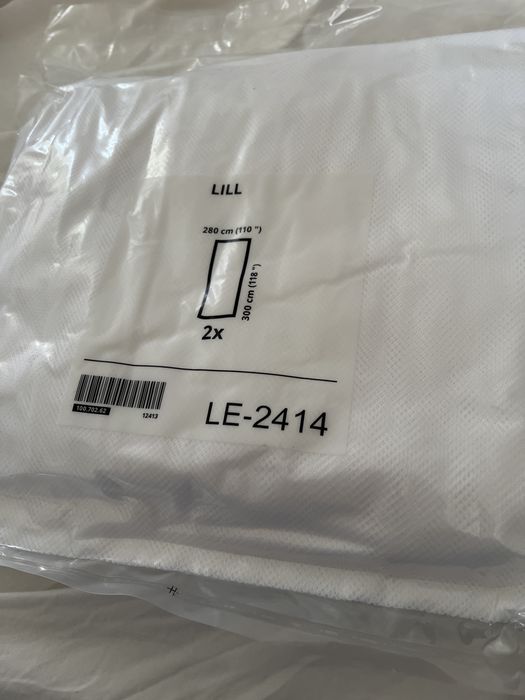 LILL
280 cm (110 ")
300 cm (118 ")
2x
100.702.62
12413
LE-2414